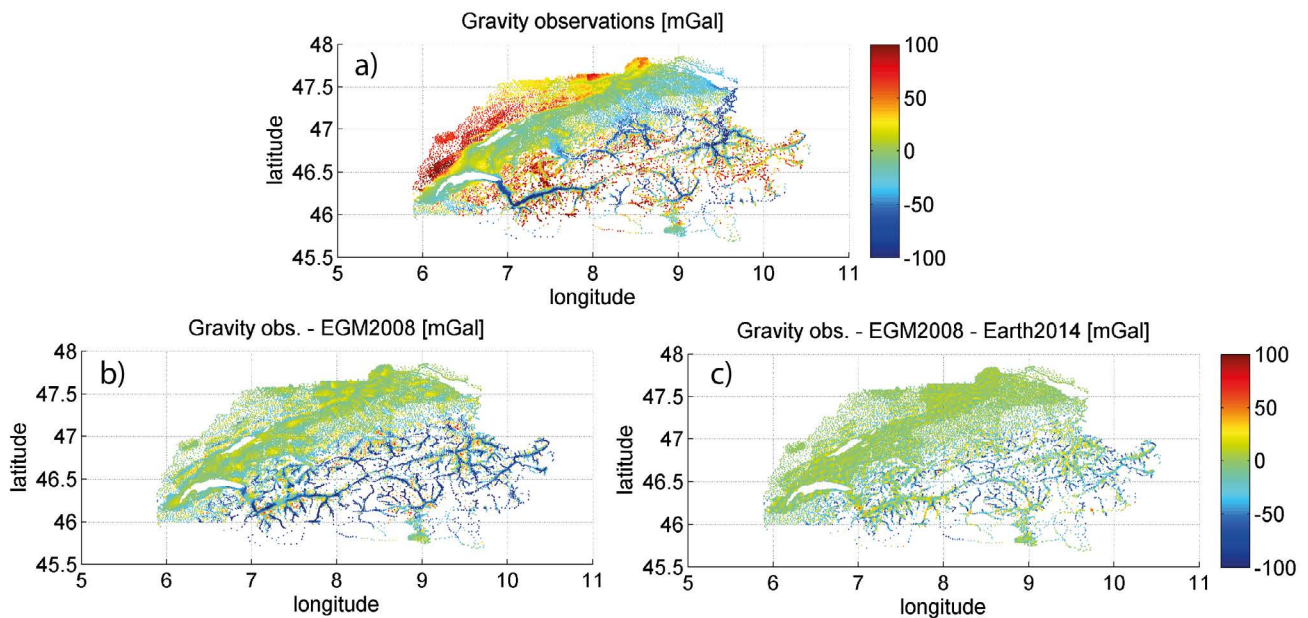 Gravity observations [mGal]
a)
48
47.5
47
46.5
46
45.5
latitude
5 6 7 8 9 10 11
longitude
100
50
0
-50
-100
Gravity obs. - EGM2008 [mGal]
b)
48
47.5
47
46.5
46
45.5
latitude
5 6 7 8 9 10 11
longitude
Gravity obs. - EGM2008 - Earth2014 [mGal]
c)
48
47.5
47
46.5
46
45.5
latitude
5 6 7 8 9 10 11
longitude
100
50
0
-50
-100